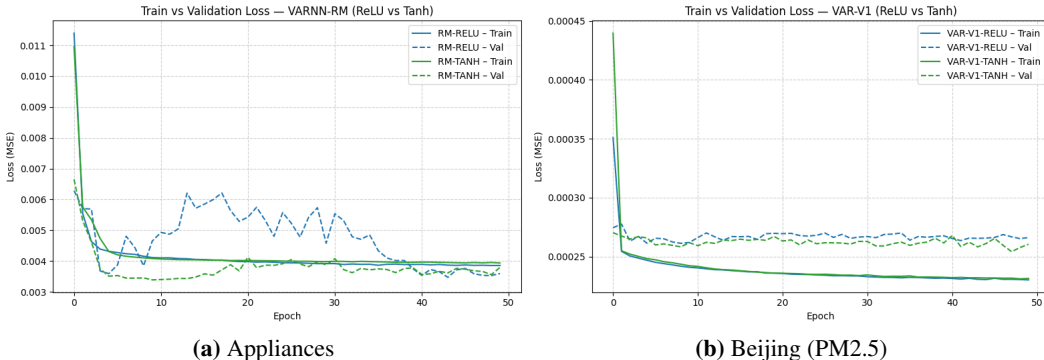 Train vs Validation Loss — VARNN-RM (ReLU vs Tanh)
RM-RELU – Train
RM-RELU – Val
RM-TANH – Train
RM-TANH – Val
Loss (MSE)
0.011
0.010
0.009
0.008
0.007
0.006
0.005
0.004
0.003
0 10 20 30 40 50
Epoch
(a) Appliances
Train vs Validation Loss — VAR-V1 (ReLU vs Tanh)
VAR-V1-RELU – Train
VAR-V1-RELU – Val
VAR-V1-TANH – Train
VAR-V1-TANH – Val
Loss (MSE)
0.00045
0.00040
0.00035
0.00030
0.00025
0 10 20 30 40 50
Epoch
(b) Beijing (PM2.5)